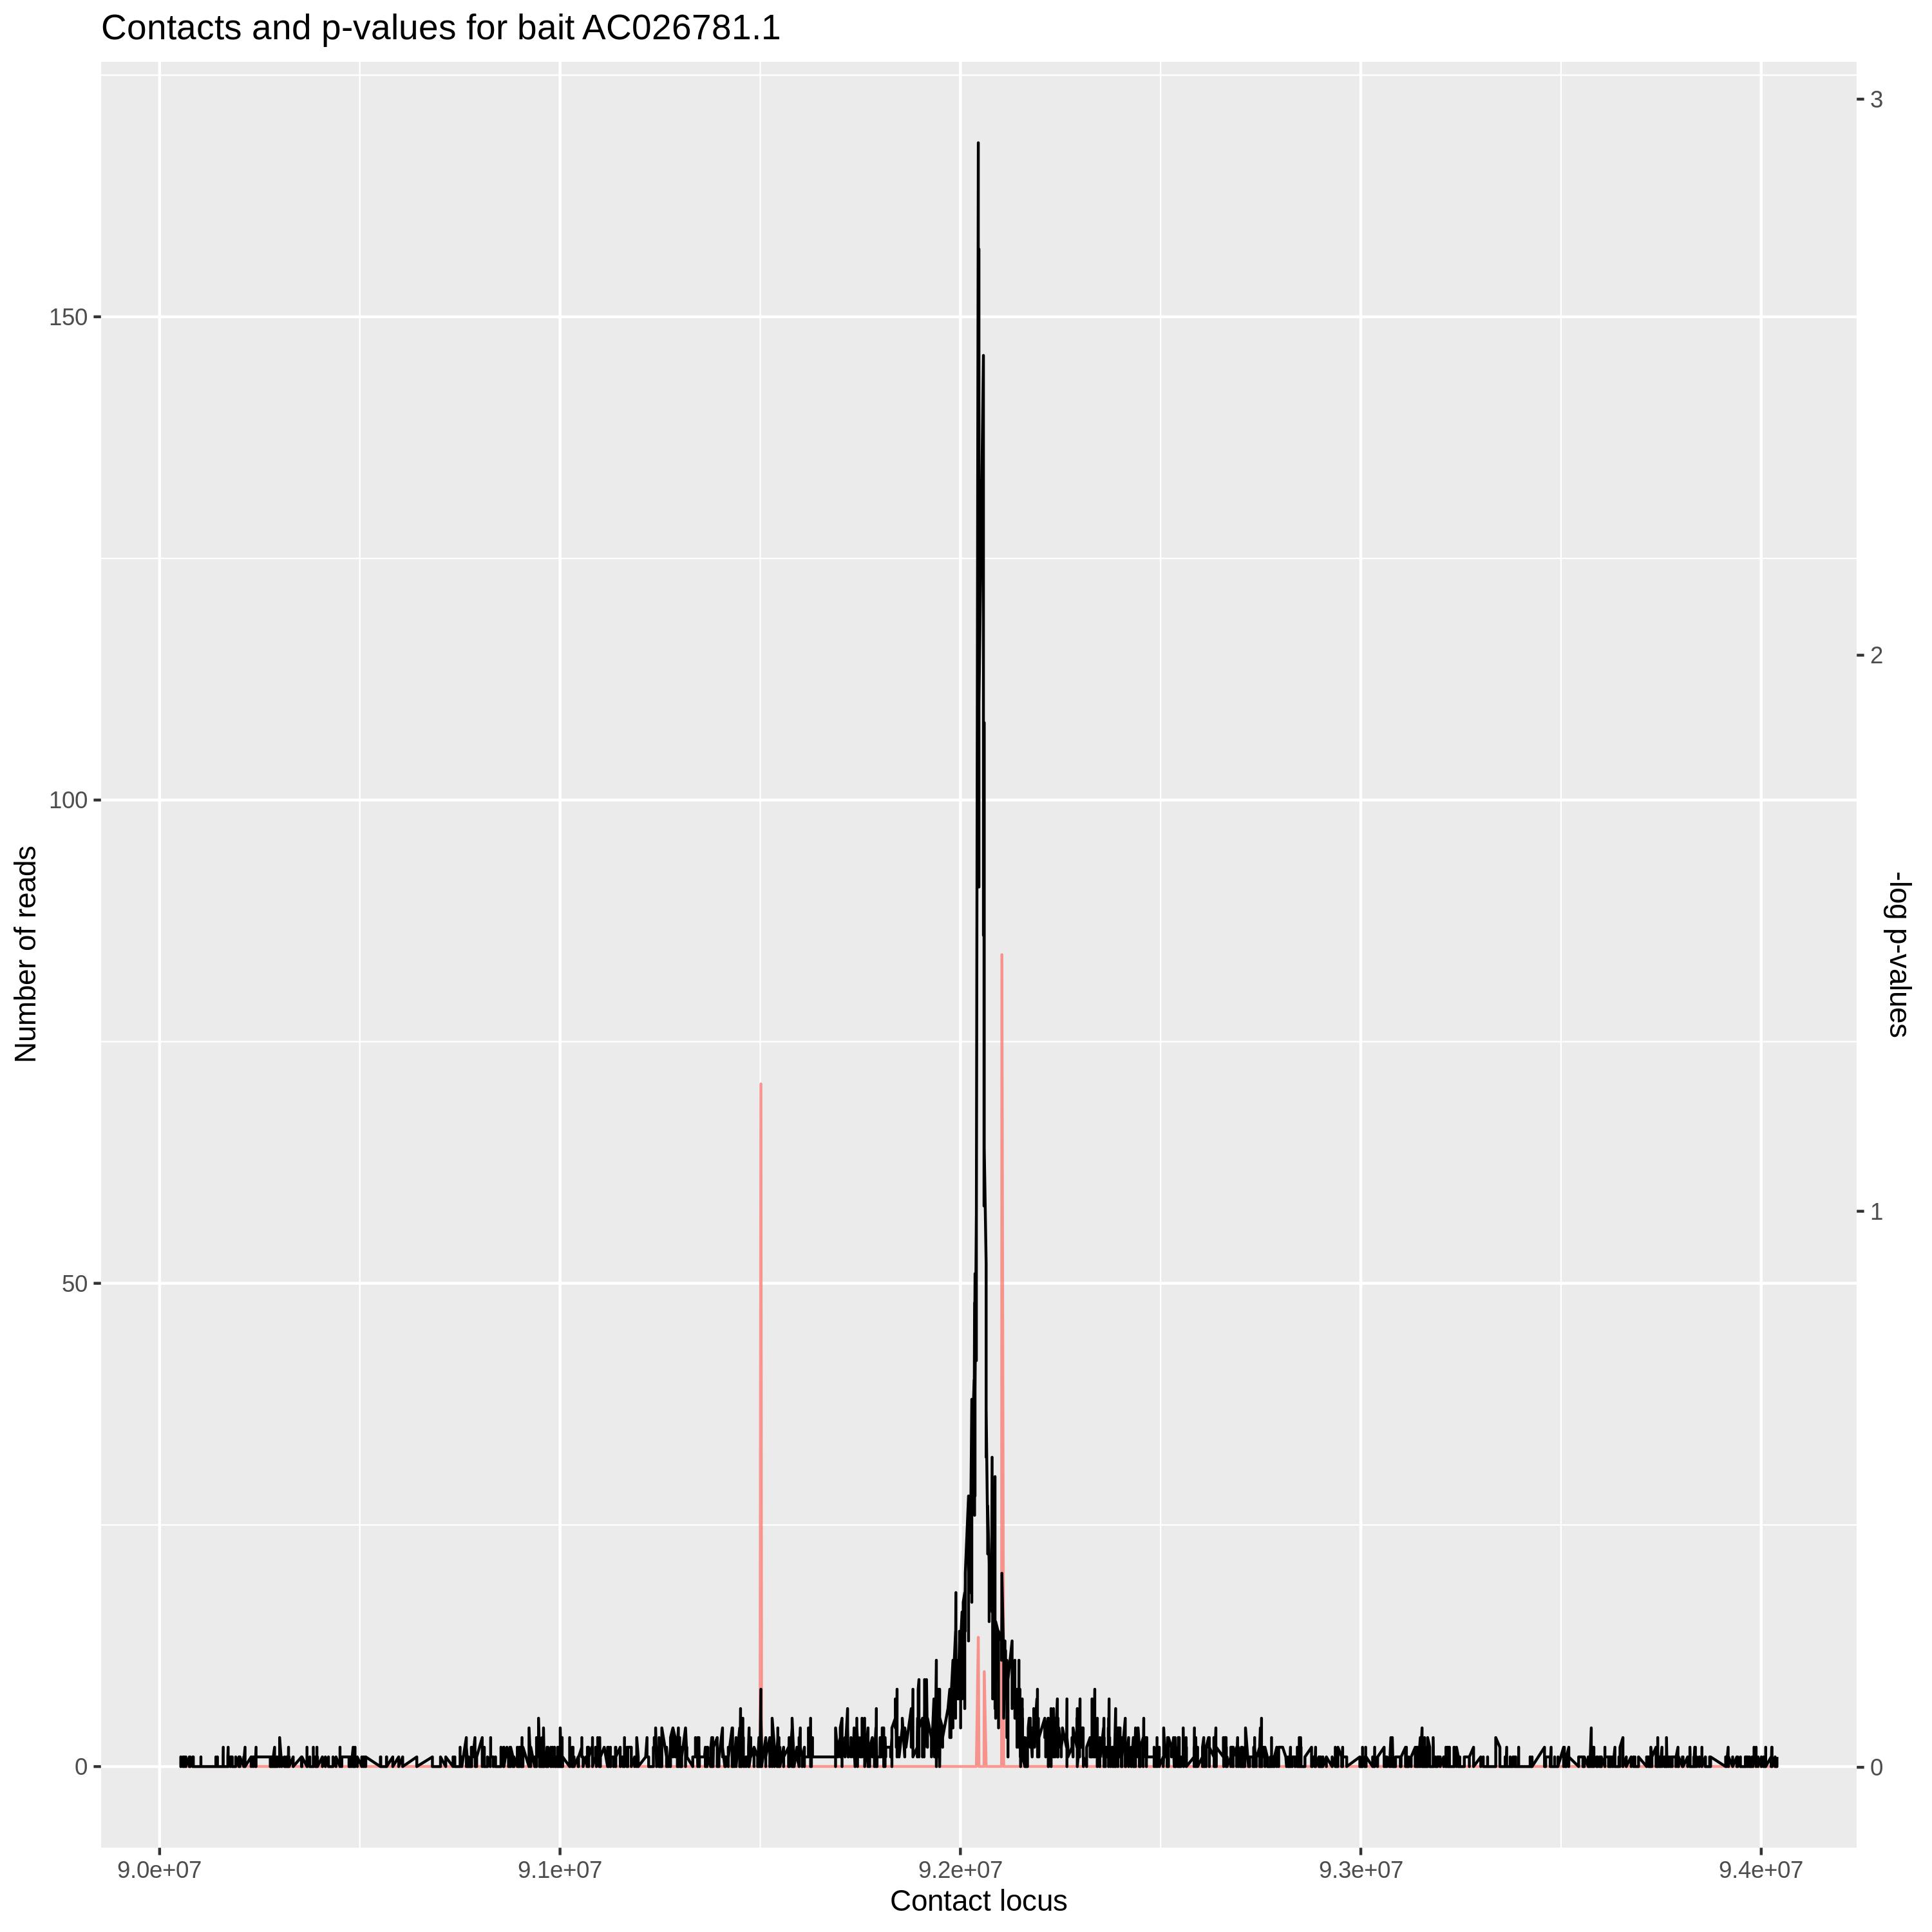 Contacts and p-values for bait AC026781.1
Number of reads
150
100
50
0
3
2
1
0
-log p-values
9.0e+07 9.1e+07 9.2e+07 9.3e+07 9.4e+07
Contact locus